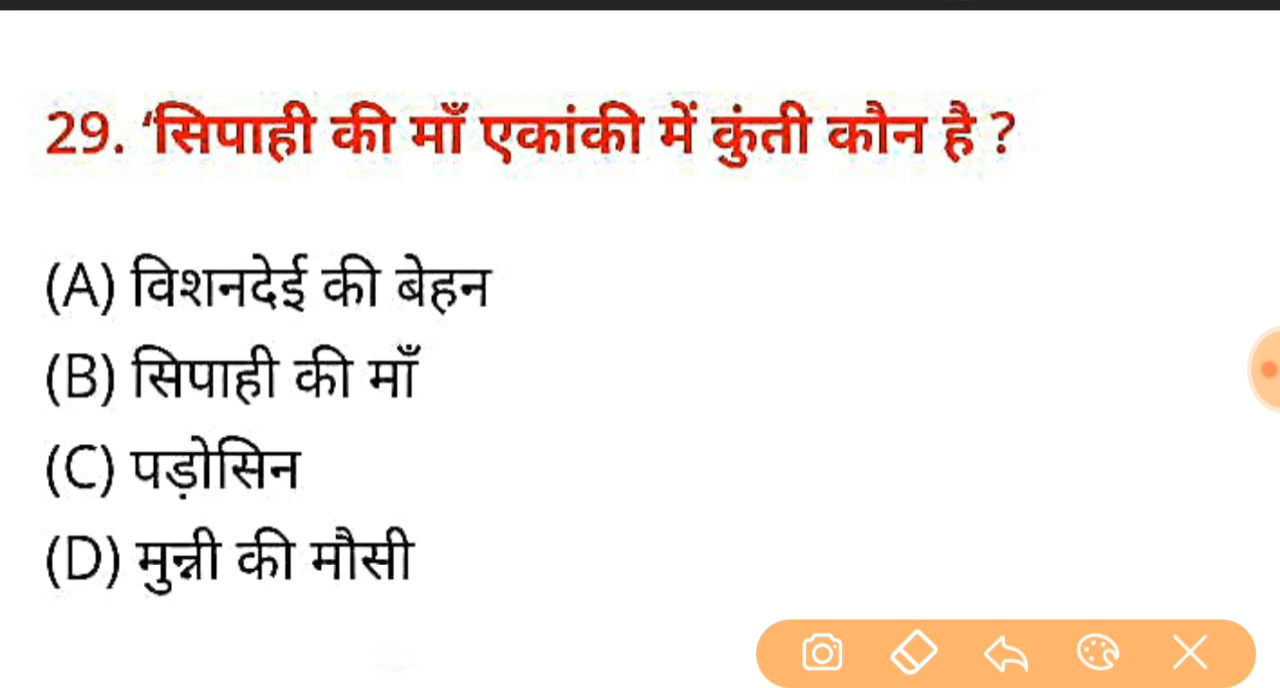 29. ‘सिपाही की माँ एकांकी में कुंती कौन है ?
(A) विशनदेई की बेहन
(B) सिपाही की माँ
(C) पड़ोसिन
(D) मुन्नी की मौसी